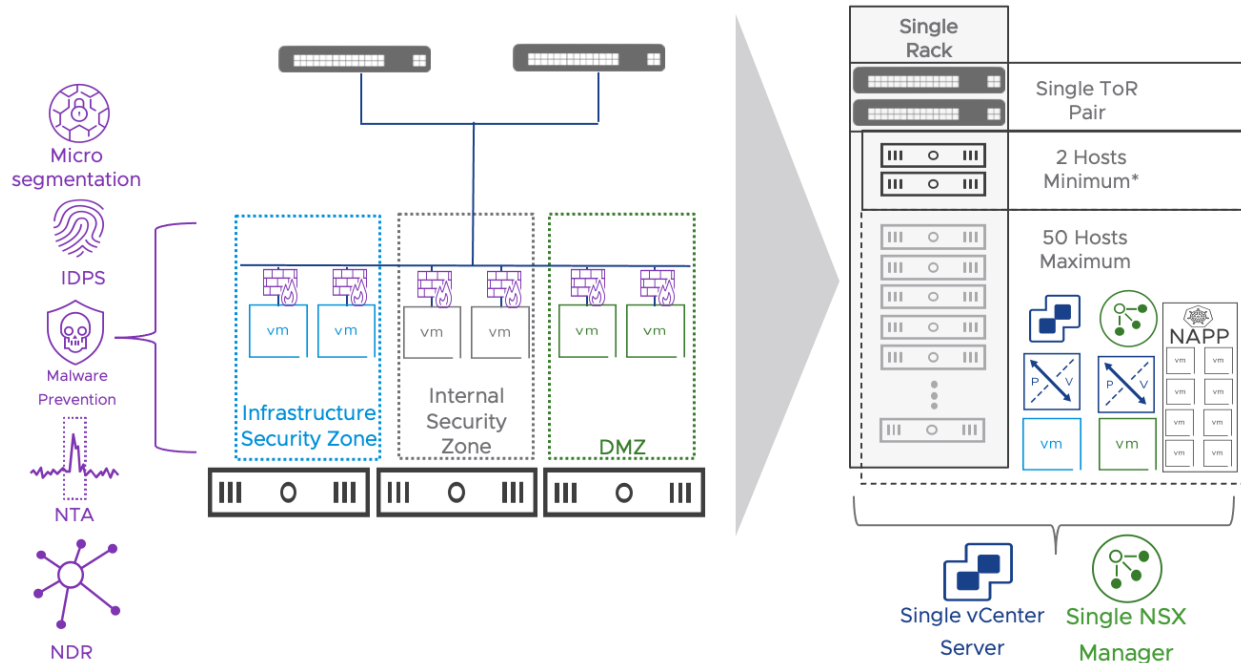 Micro
segmentation
IDPS
Malware
Prevention
NTA
NDR
vm
vm
vm
vm
vm
vm
Infrastructure
Security Zone
Internal
Security
Zone
DMZ
Single
Rack
Single ToR
Pair
2 Hosts
Minimum*
50 Hosts
Maximum
NAPP
P
V
P
V
vm
vm
vm
vm
vm
vm
vm
vm
vm
vm
Single vCenter
Server
Single NSX
Manager